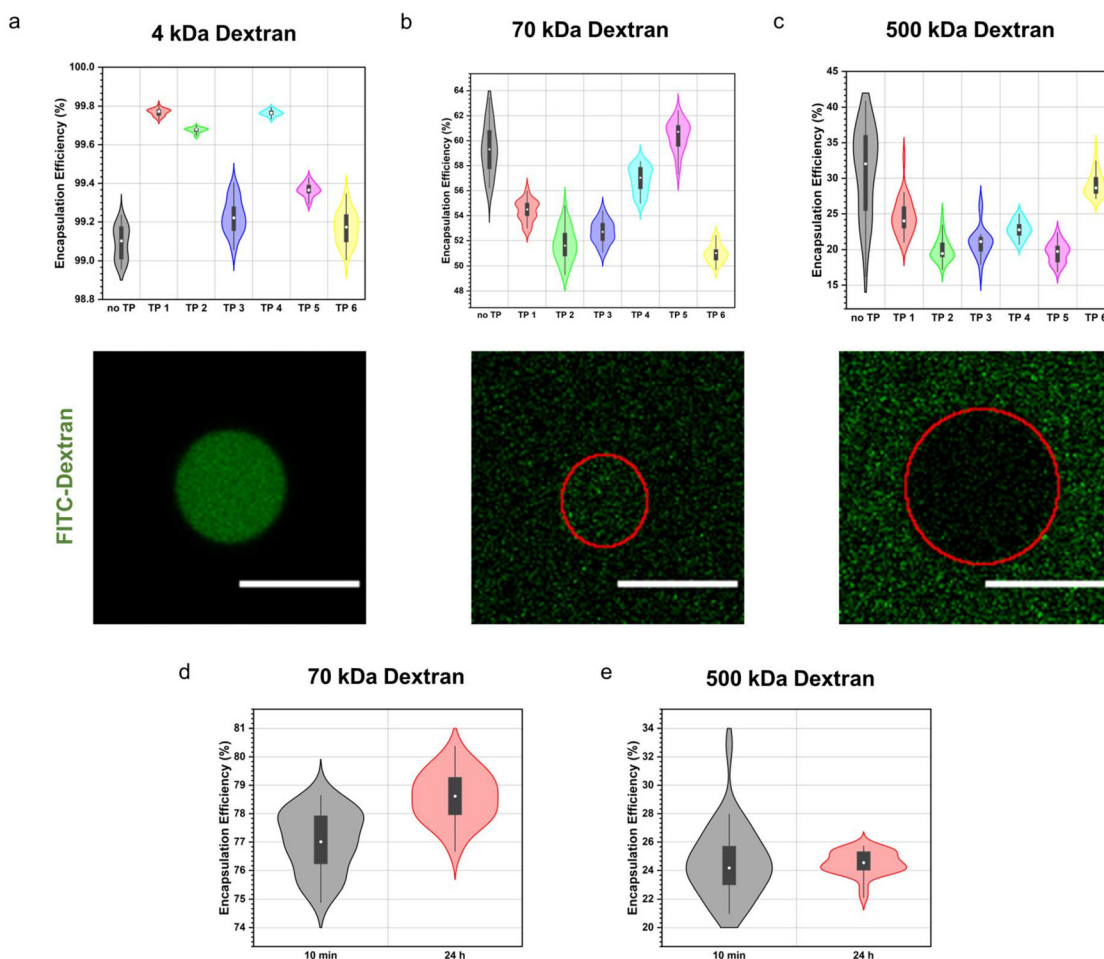 a
4 kDa Dextran
Encapsulation Efficiency (%)
100.0
99.8
99.6
99.4
99.2
99.0
98.8
no TP TP 1 TP 2 TP 3 TP 4 TP 5 TP 6
b
70 kDa Dextran
Encapsulation Efficiency (%)
64
62
60
58
56
54
52
50
48
no TP TP 1 TP 2 TP 3 TP 4 TP 5 TP 6
c
500 kDa Dextran
Encapsulation Efficiency (%)
45
40
35
30
25
20
15
no TP TP 1 TP 2 TP 3 TP 4 TP 5 TP 6
FITC-Dextran
d
70 kDa Dextran
Encapsulation Efficiency (%)
81
80
79
78
77
76
75
74
10 min 24 h
e
500 kDa Dextran
Encapsulation Efficiency (%)
34
32
30
28
26
24
22
20
10 min 24 h